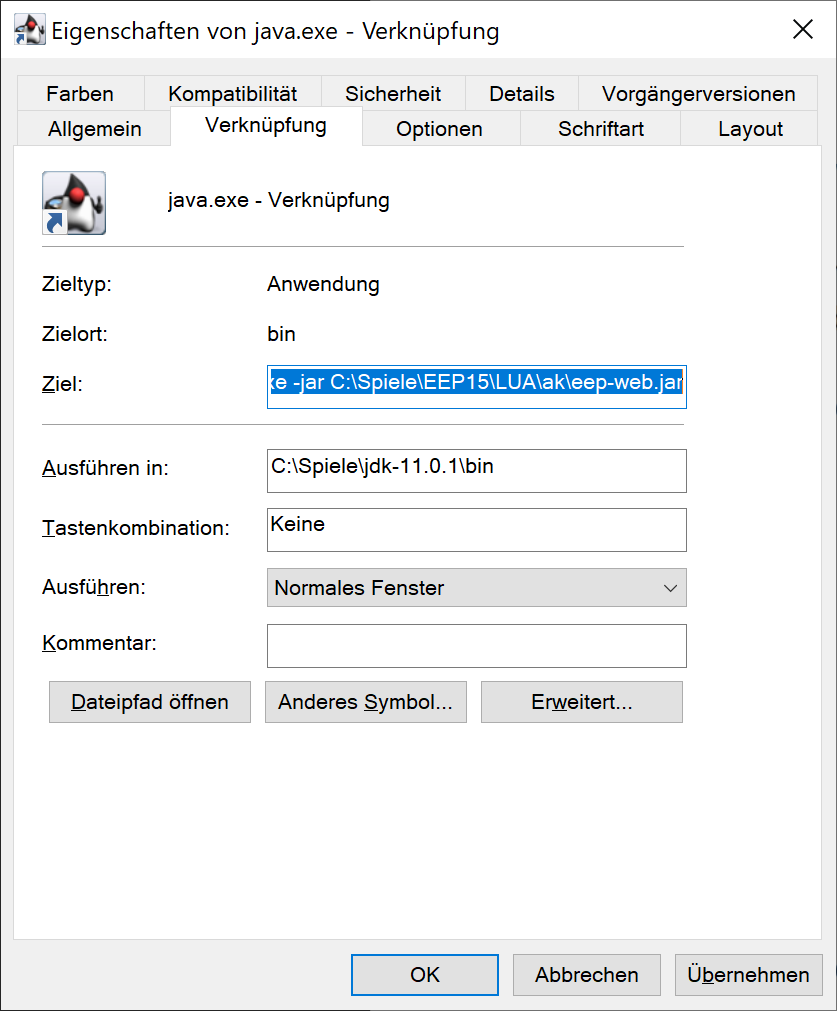 Eigenschaften von java.exe - Verknüpfung
Farben Kompatibilität Sicherheit Details Vorgängerversionen
Allgemein Verknüpfung Optionen Schriftart Layout
java.exe - Verknüpfung
Zieltyp: Anwendung
Zielort: bin
Ziel: xe -jar C:\Spiele\EEP15\LUA\ak\eep-web.jar
Ausführen in: C:\Spiele\jdk-11.0.1\bin
Tastenkombination: Keine
Ausführen: Normales Fenster
Kommentar:
Dateipfad öffnen Anderes Symbol... Erweitert...
OK Abbrechen Übernehmen